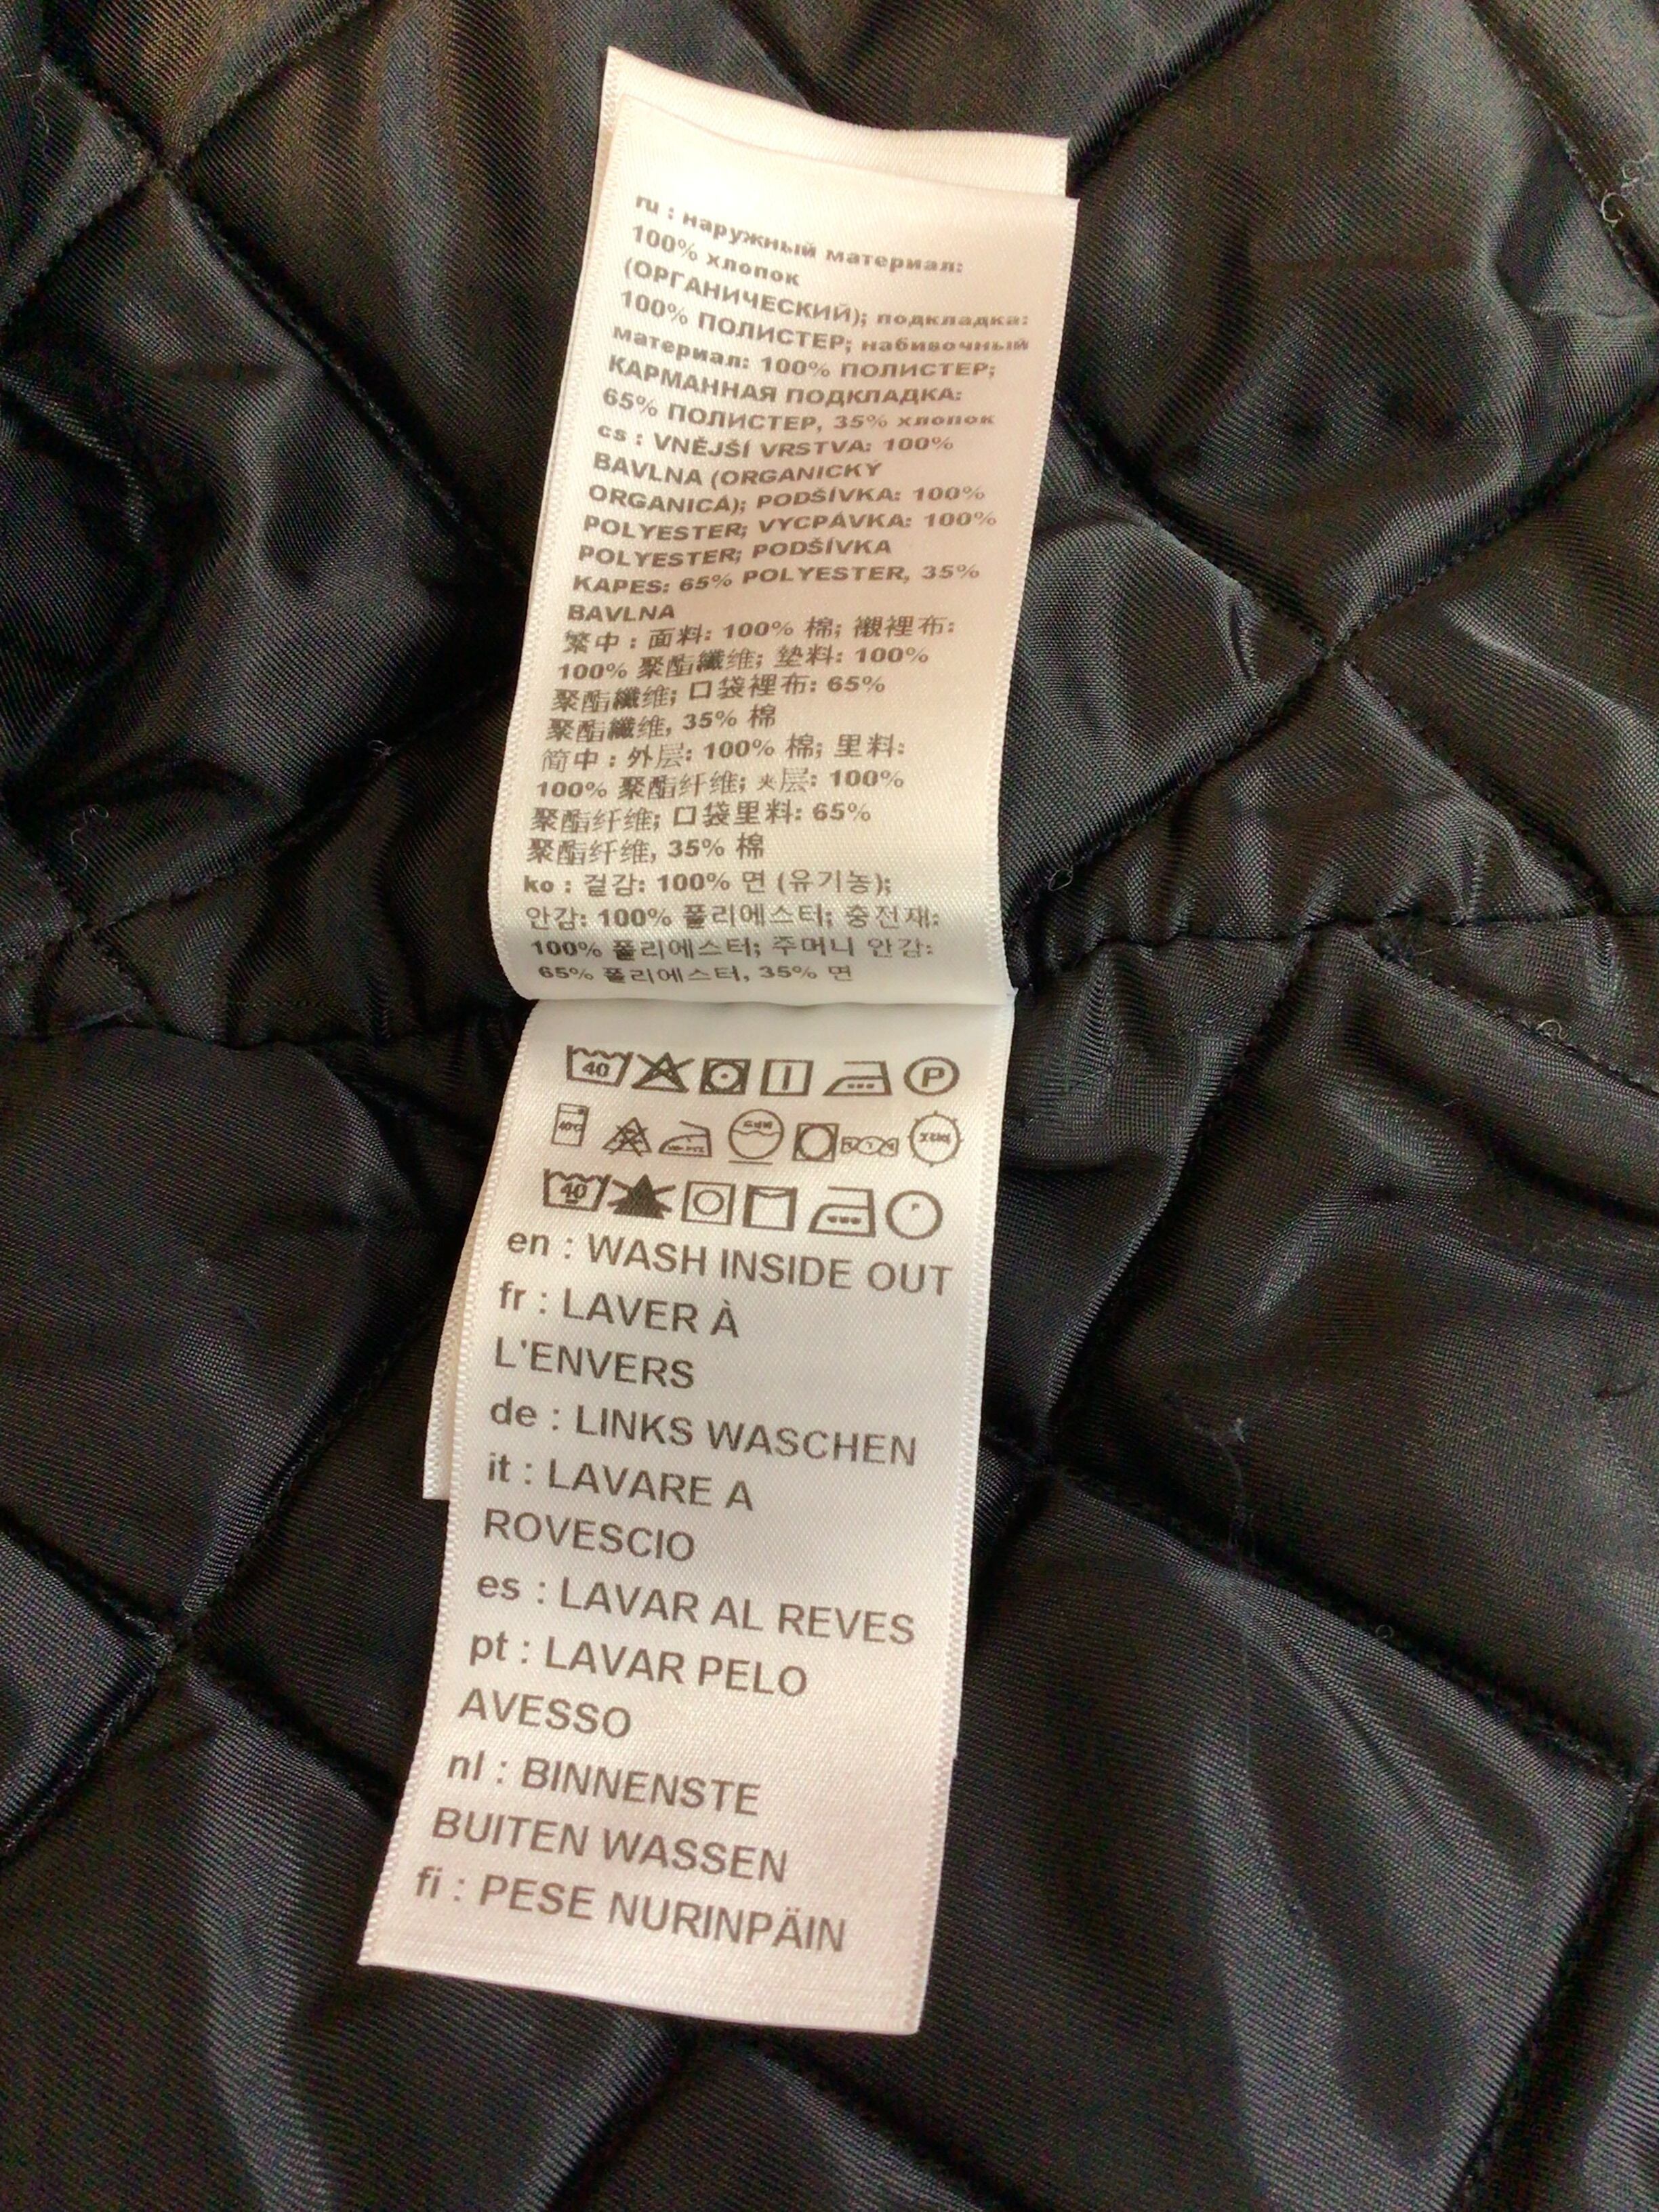 ru : наружный материал:
100% хлопок
(ОРГАНИЧЕСКИЙ); подкладка:
100% ПОЛИСТЕР; набивочный
материал: 100% ПОЛИСТЕР;
КАРМАННАЯ ПОДКЛАДКА:
65% ПОЛИСТЕР, 35% хлопок
cs : VNĚJŠÍ VRSTVA: 100%
BAVLNA (ORGANICKÝ
ORGANICÁ); PODŠÍVKA: 100%
POLYESTER; VYCPÁVKA: 100%
POLYESTER; PODŠÍVKA
KAPES: 65% POLYESTER, 35%
BAVLNA
繁中 : 面料: 100% 棉; 襯裡布:
100% 聚酯纖维; 墊料: 100%
聚酯纖维; 口袋裡布: 65%
聚酯纖维, 35% 棉
简中 : 外层: 100% 棉; 里料:
100% 聚酯纤维; 夹层: 100%
聚酯纤维; 口袋里料: 65%
聚酯纤维, 35% 棉
ko : 겉감: 100% 면 (유기농);
안감: 100% 폴리에스터; 충전재:
100% 폴리에스터; 주머니 안감:
65% 폴리에스터, 35% 면
40 P
40℃
40
en : WASH INSIDE OUT
fr : LAVER À
L'ENVERS
de : LINKS WASCHEN
it : LAVARE A
ROVESCIO
es : LAVAR AL REVES
pt : LAVAR PELO
AVESSO
nl : BINNENSTE
BUITEN WASSEN
fi : PESE NURINPÄIN